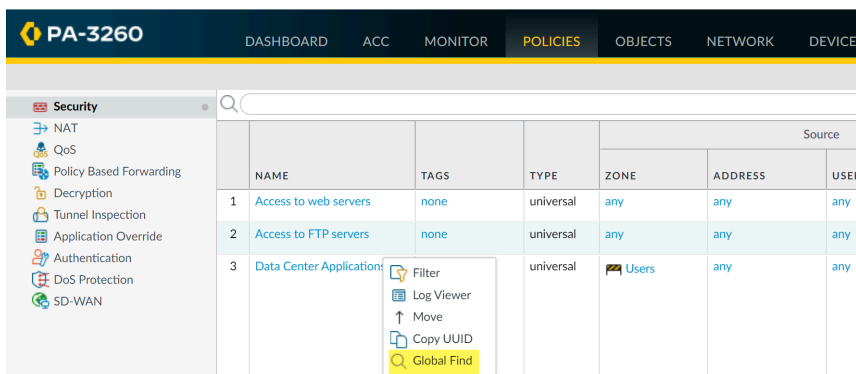 PA-3260 DASHBOARD ACC MONITOR POLICIES OBJECTS NETWORK DEVICE
Security
NAT
QoS
Policy Based Forwarding
Decryption
Tunnel Inspection
Application Override
Authentication
DoS Protection
SD-WAN
Source
NAME TAGS TYPE ZONE ADDRESS USER
1 Access to web servers none universal any any any
2 Access to FTP servers none universal any any any
3 Data Center Applications universal Users any any
Filter
Log Viewer
Move
Copy UUID
Global Find